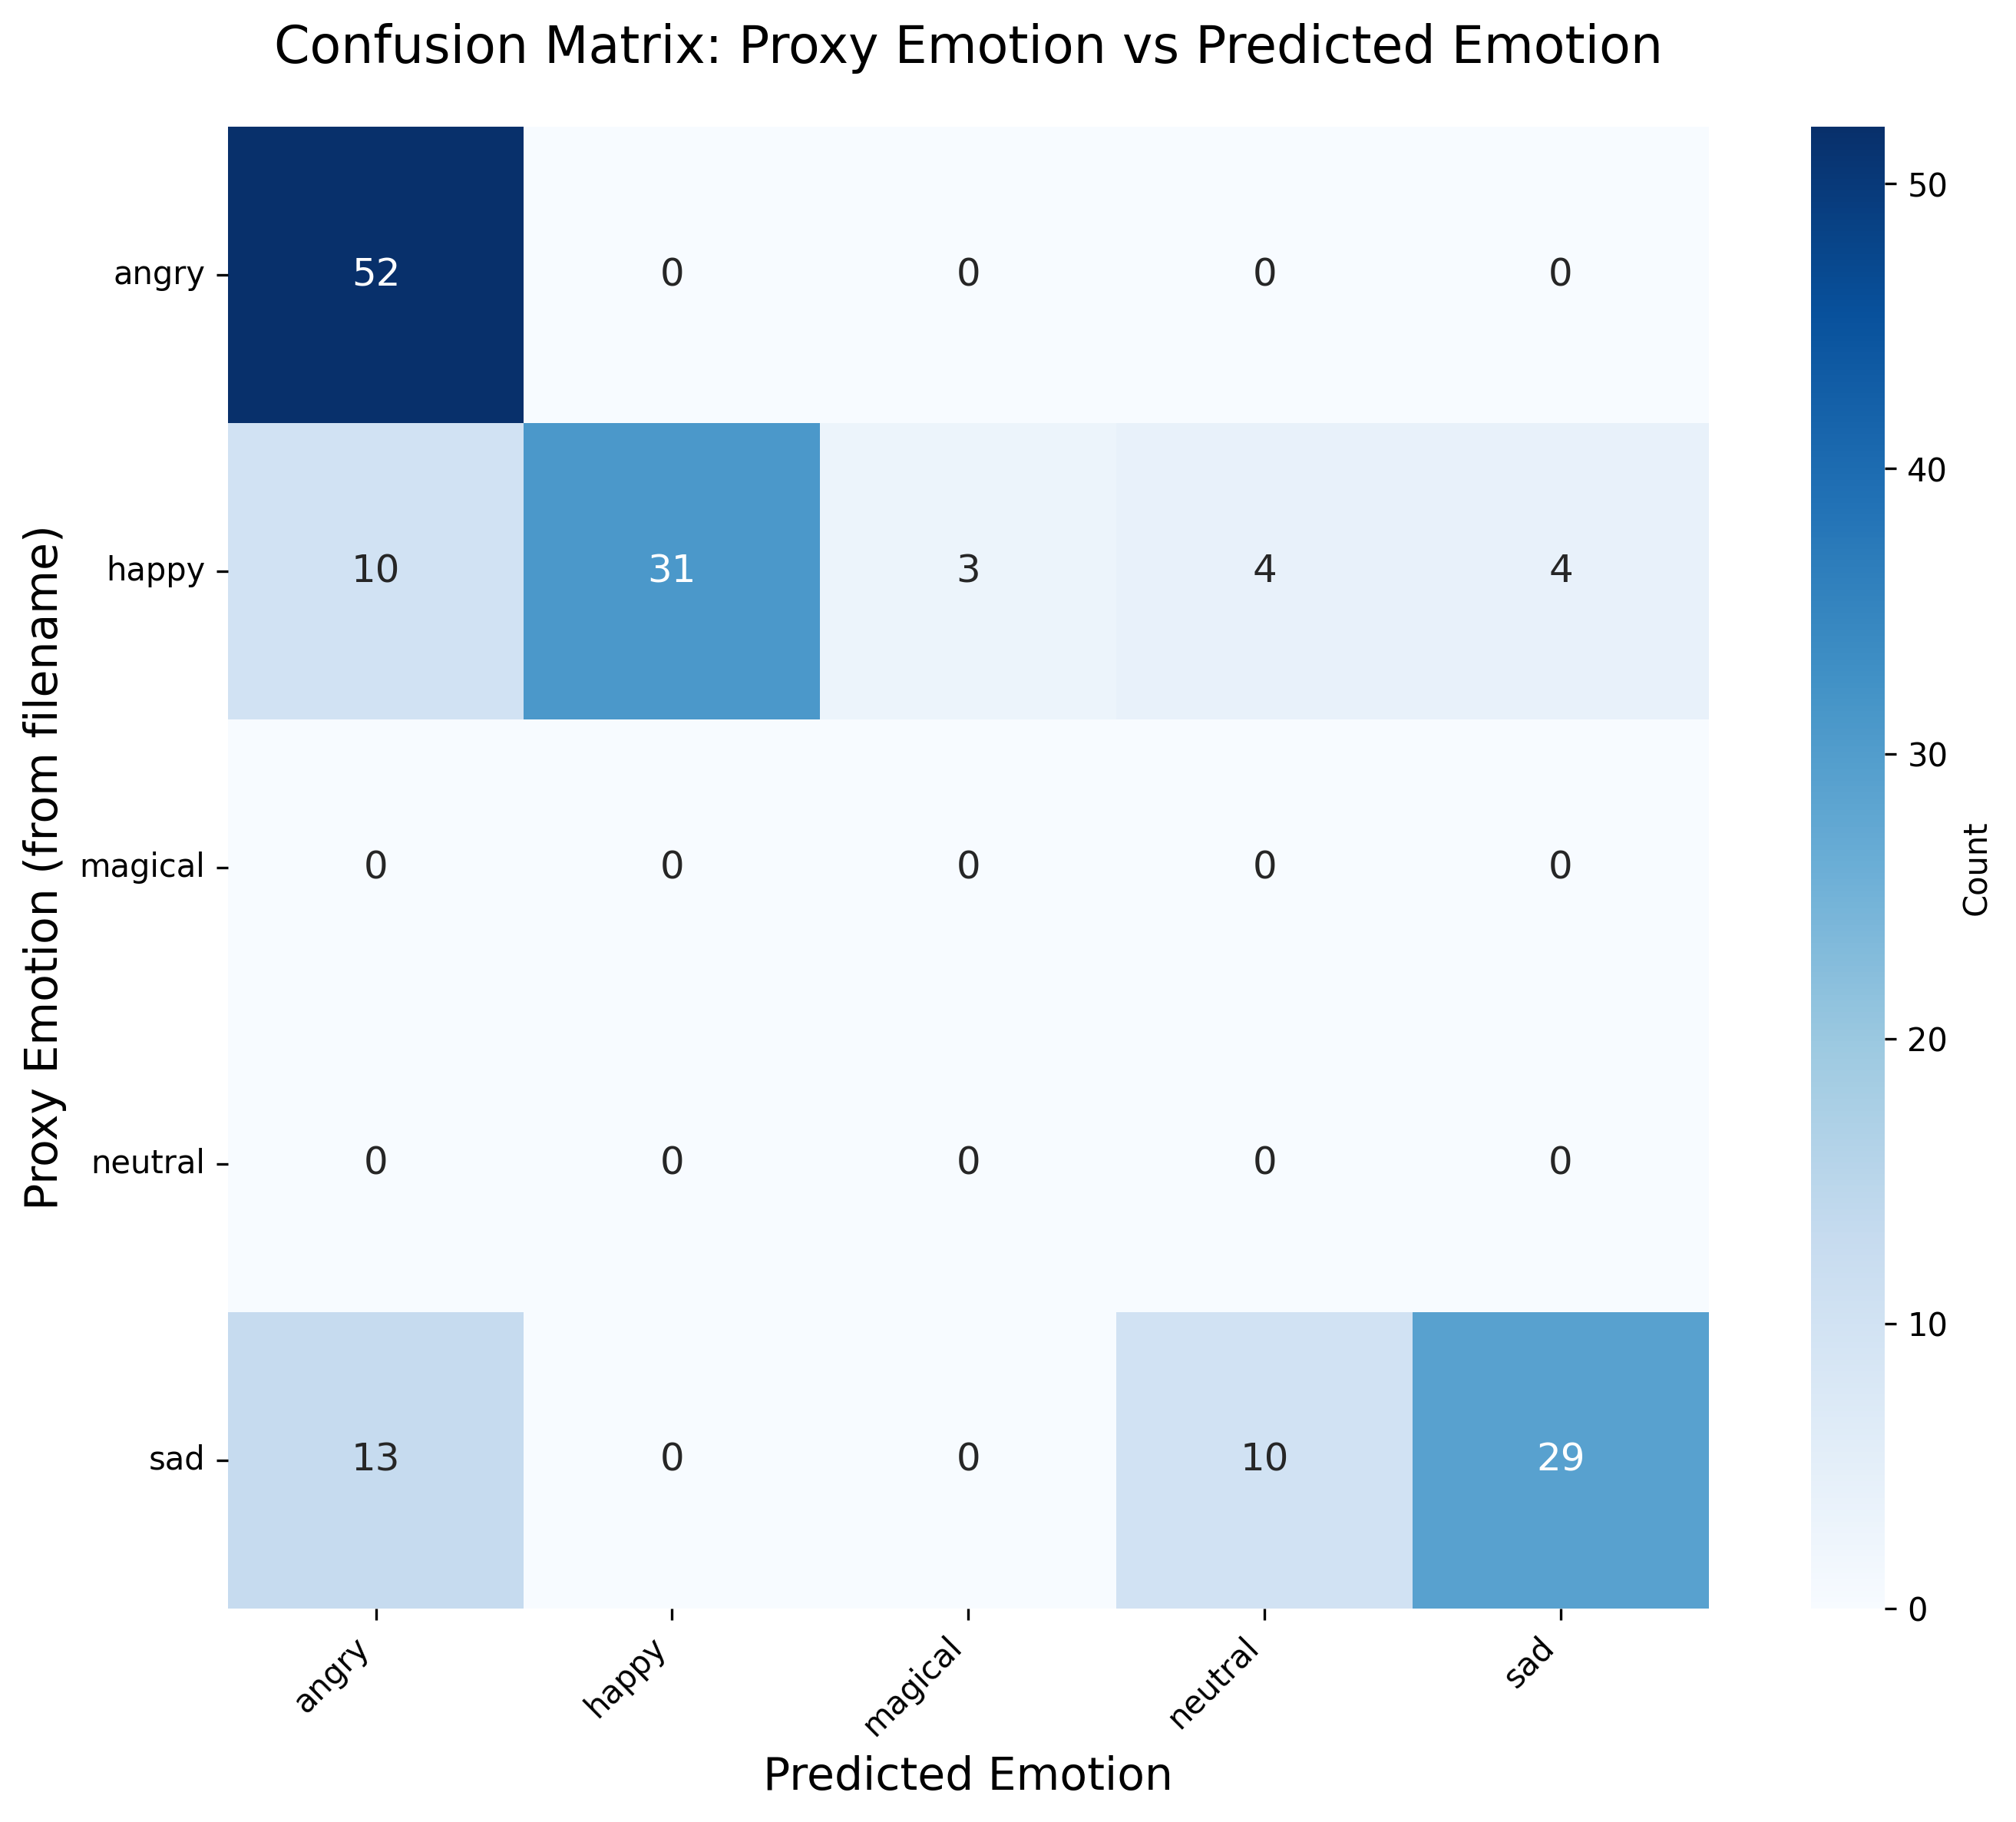 Confusion Matrix: Proxy Emotion vs Predicted Emotion
Proxy Emotion (from filename)
angry 52 0 0 0 0
happy 10 31 3 4 4
magical 0 0 0 0 0
neutral 0 0 0 0 0
sad 13 0 0 10 29
angry happy magical neutral sad
Predicted Emotion
50
40
30
20
10
0
Count